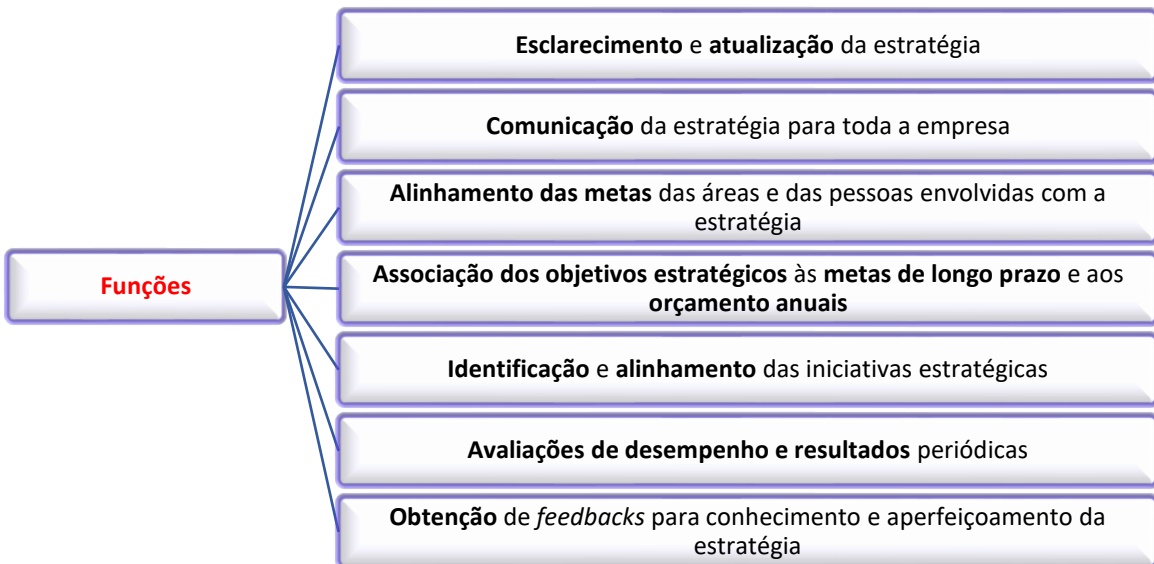 Esclarecimento e atualização da estratégia
Comunicação da estratégia para toda a empresa
Alinhamento das metas das áreas e das pessoas envolvidas com a
estratégia
Funções
Associação dos objetivos estratégicos às metas de longo prazo e aos
orçamento anuais
Identificação e alinhamento das iniciativas estratégicas
Avaliações de desempenho e resultados periódicas
Obtenção de feedbacks para conhecimento e aperfeiçoamento da
estratégia